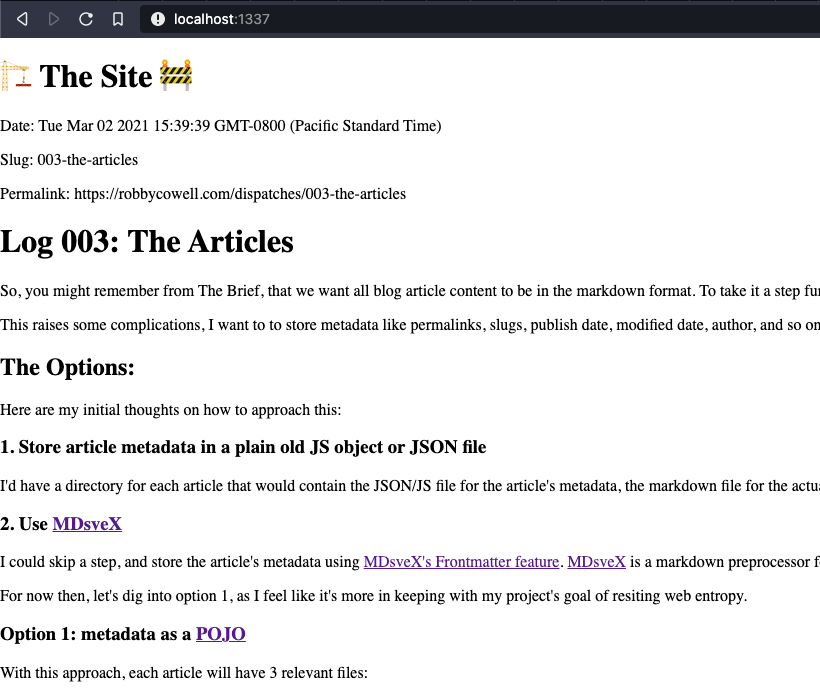 localhost:1337
The Site
Date: Tue Mar 02 2021 15:39:39 GMT-0800 (Pacific Standard Time)
Slug: 003-the-articles
Permalink: https://robbycowell.com/dispatches/003-the-articles
Log 003: The Articles
So, you might remember from The Brief, that we want all blog article content to be in the markdown format. To take it a step
This raises some complications, I want to to store metadata like permalinks, slugs, publish date, modified date, author, and so on
The Options:
Here are my initial thoughts on how to approach this:
1. Store article metadata in a plain old JS object or JSON file
I'd have a directory for each article that would contain the JSON/JS file for the article's metadata, the markdown file for the
2. Use MDsveX
I could skip a step, and store the article's metadata using MDsveX's Frontmatter feature. MDsveX is a markdown preprocessor
For now then, let's dig into option 1, as I feel like it's more in keeping with my project's goal of resiting web entropy.
Option 1: metadata as a POJO
With this approach, each article will have 3 relevant files: